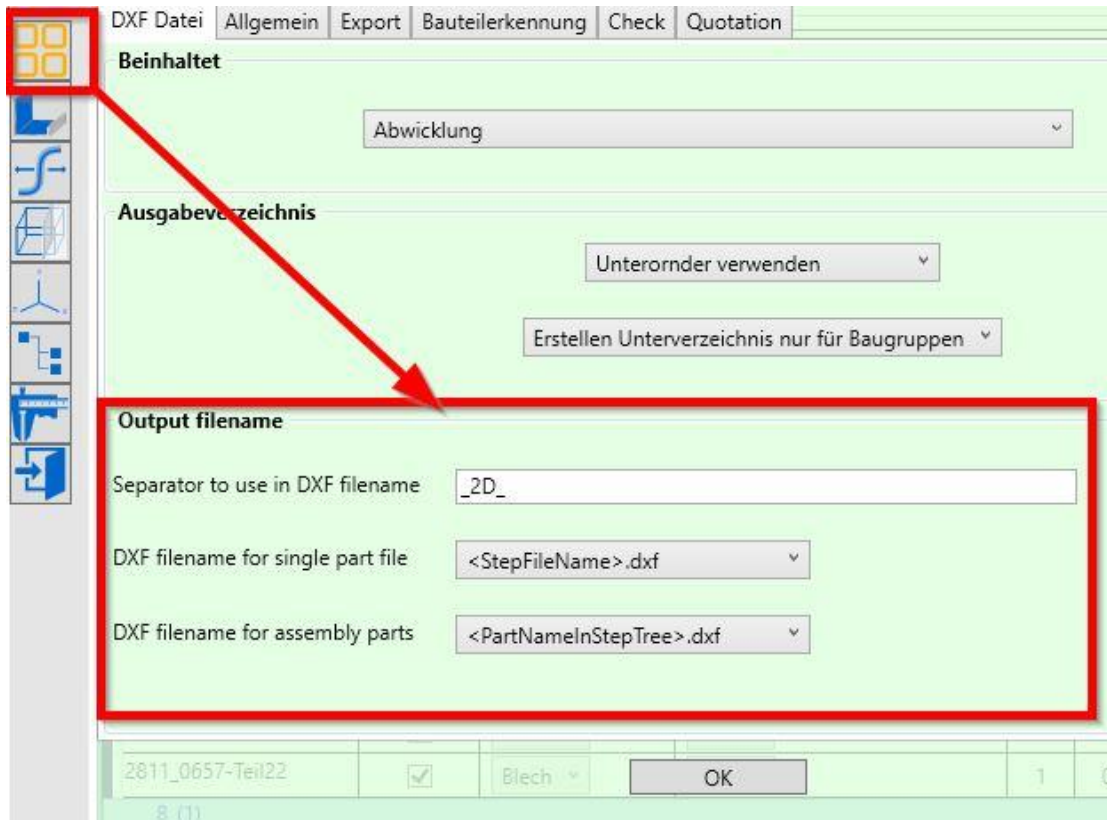 DXF Datei Allgemein Export Bauteilerkennung Check Quotation
Beinhaltet
Abwicklung
Ausgabeverzeichnis
Unterornder verwenden
Erstellen Unterverzeichnis nur für Baugruppen
Output filename
Separator to use in DXF filename _2D_
DXF filename for single part file <StepFileName>.dxf
DXF filename for assembly parts <PartNameInStepTree>.dxf
2811_0657-Teil22 Blech OK 1
8 (1)